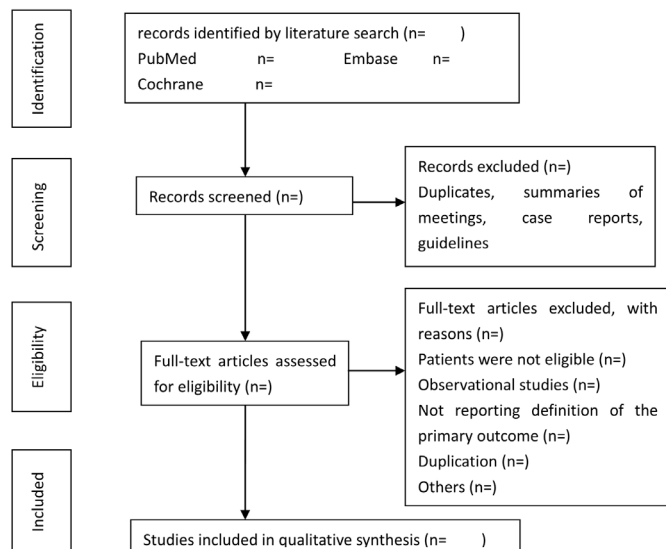 Identification
records identified by literature search (n= )
PubMed n= Embase n=
Cochrane n=
Screening
Records screened (n=)
Records excluded (n=)
Duplicates, summaries of
meetings, case reports,
guidelines
Eligibility
Full-text articles assessed
for eligibility (n=)
Full-text articles excluded, with
reasons (n=)
Patients were not eligible (n=)
Observational studies (n=)
Not reporting definition of the
primary outcome (n=)
Duplication (n=)
Others (n=)
Included
Studies included in qualitative synthesis (n= )